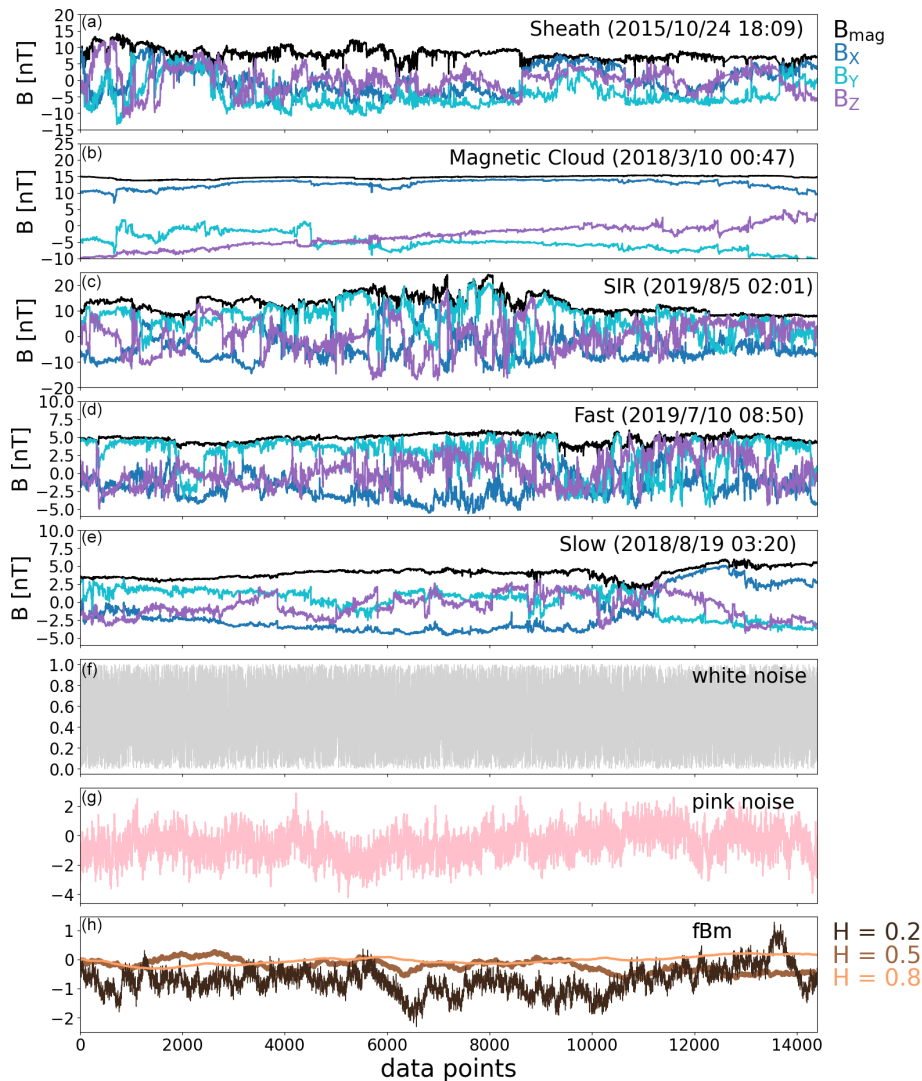 (a)
Sheath (2015/10/24 18:09)
B [nT]
20
15
10
5
0
−5
−10
−15
Bmag
BX
BY
BZ
(b)
Magnetic Cloud (2018/3/10 00:47)
B [nT]
25
20
15
10
5
0
−5
−10
(c)
SIR (2019/8/5 02:01)
B [nT]
20
10
0
−10
−20
(d)
Fast (2019/7/10 08:50)
B [nT]
10.0
7.5
5.0
2.5
0.0
−2.5
−5.0
(e)
Slow (2018/8/19 03:20)
B [nT]
10.0
7.5
5.0
2.5
0.0
−2.5
−5.0
(f)
white noise
1.0
0.8
0.6
0.4
0.2
0.0
(g)
pink noise
2
0
−2
−4
(h)
fBm
1
0
−1
−2
H = 0.2
H = 0.5
H = 0.8
0 2000 4000 6000 8000 10000 12000 14000
data points